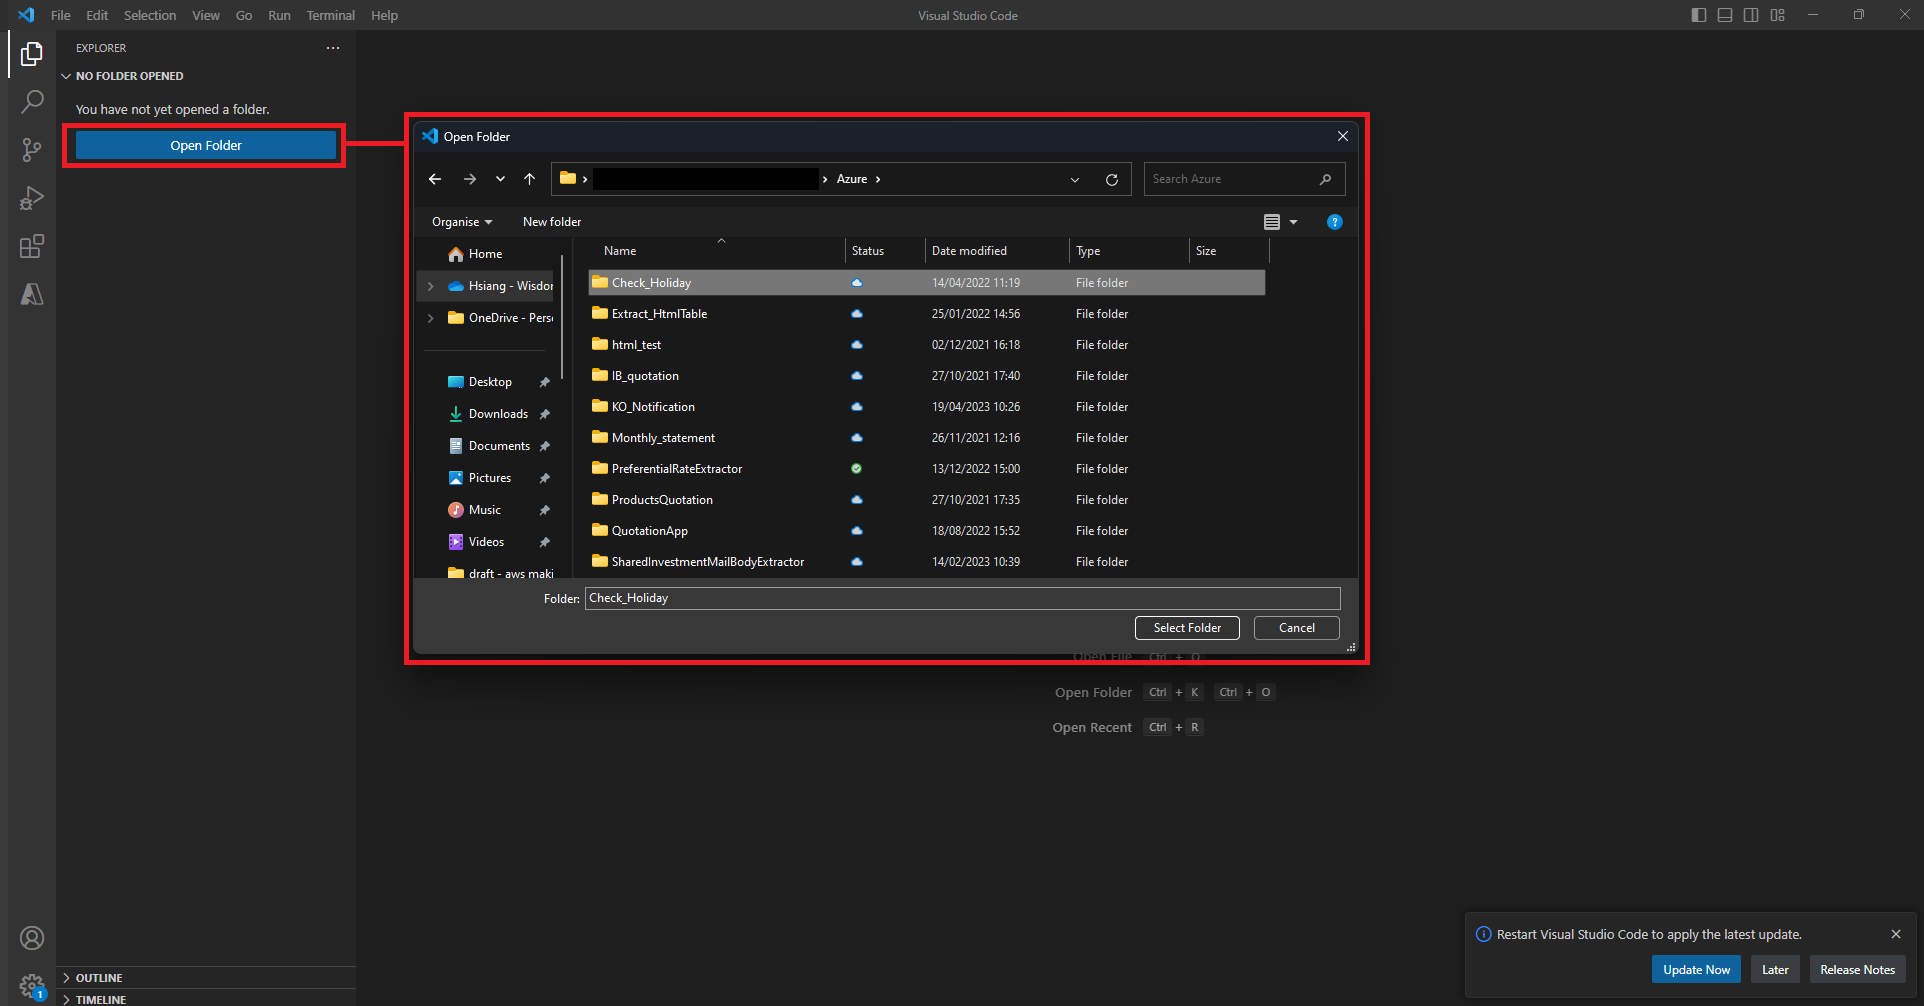 File Edit Selection View Go Run Terminal Help
Visual Studio Code
EXPLORER
NO FOLDER OPENED
You have not yet opened a folder.
Open Folder
Open Folder
Azure
Search Azure
Organise
New folder
Name Status Date modified Type Size
Home
Hsiang - Wisdor
OneDrive - Pers
Desktop
Downloads
Documents
Pictures
Music
Videos
draft - aws maki
Check_Holiday 14/04/2022 11:19 File folder
Extract_HtmlTable 25/01/2022 14:56 File folder
html_test 02/12/2021 16:18 File folder
IB_quotation 27/10/2021 17:40 File folder
KO_Notification 19/04/2023 10:26 File folder
Monthly_statement 26/11/2021 12:16 File folder
PreferentialRateExtractor 13/12/2022 15:00 File folder
ProductsQuotation 27/10/2021 17:35 File folder
QuotationApp 18/08/2022 15:52 File folder
SharedInvestmentMailBodyExtractor 14/02/2023 10:39 File folder
Folder: Check_Holiday
Select Folder Cancel
Open File Ctrl + O
Open Folder Ctrl + K Ctrl + O
Open Recent Ctrl + R
OUTLINE
1
TIMELINE
Restart Visual Studio Code to apply the latest update.
Update Now Later Release Notes